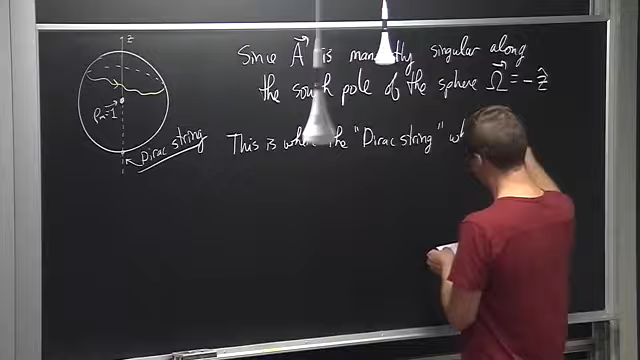 z
Since A⃗ is manifestly singular along
the south pole of the sphere Ω⃗ = -ẑ
ρm=1
Dirac string
This is where the "Dirac string"